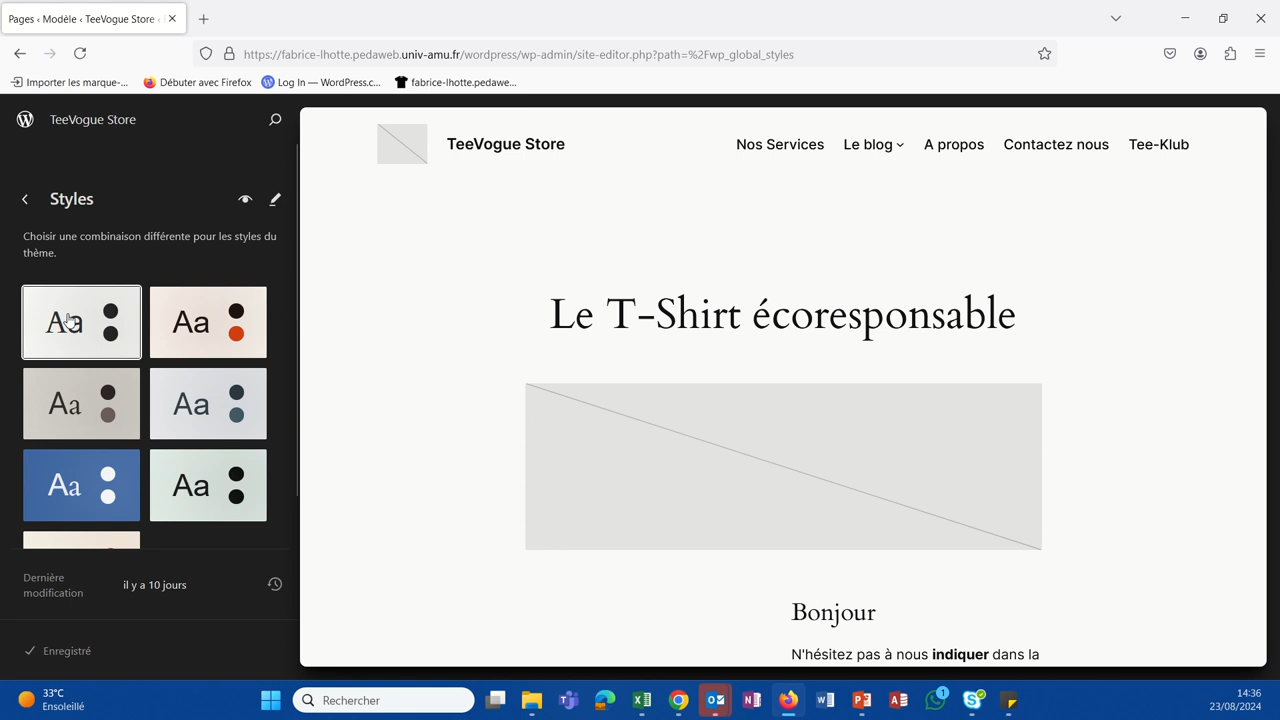 Pages ‹ Modèle ‹ TeeVogue Store ‹
https://fabrice-lhotte.pedaweb.univ-amu.fr/wordpress/wp-admin/site-editor.php?path=%2Fwp_global_styles
Importer les marque-...
Débuter avec Firefox
Log In — WordPress.c...
fabrice-lhotte.pedawe...
TeeVogue Store
Styles
Choisir une combinaison différente pour les styles du
thème.
Aa
Aa
Aa
Aa
Aa
Aa
Dernière
modification
il y a 10 jours
Enregistré
TeeVogue Store
Nos Services
Le blog
A propos
Contactez nous
Tee-Klub
Le T-Shirt écoresponsable
Bonjour
N'hésitez pas à nous indiquer dans la
33°C
Ensoleillé
Rechercher
1
14:36
23/08/2024